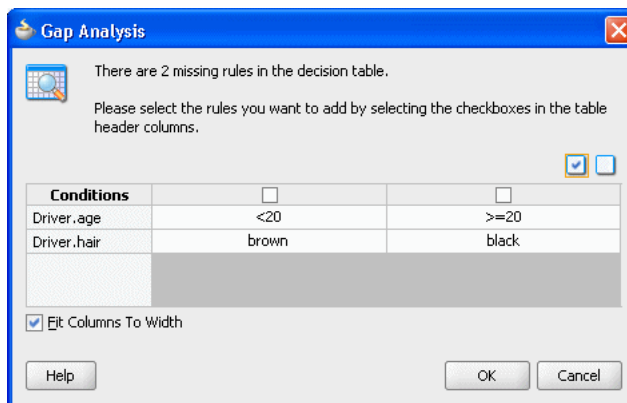 Gap Analysis
There are 2 missing rules in the decision table.
Please select the rules you want to add by selecting the checkboxes in the table
header columns.
Conditions
Driver.age <20 >=20
Driver.hair brown black
Fit Columns To Width
Help OK Cancel